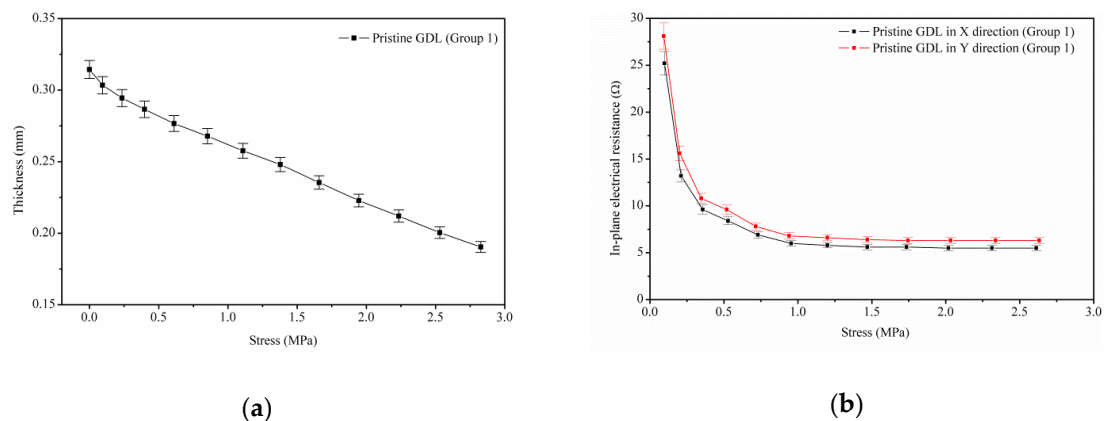 0.35
0.30
0.25
0.20
0.15
Thickness (mm)
Pristine GDL (Group 1)
0.0 0.5 1.0 1.5 2.0 2.5 3.0
Stress (MPa)
(a)
30
25
20
15
10
5
0
In-plane electrical resistance (Ω)
Pristine GDL in X direction (Group 1)
Pristine GDL in Y direction (Group 1)
0.0 0.5 1.0 1.5 2.0 2.5 3.0
Stress (MPa)
(b)